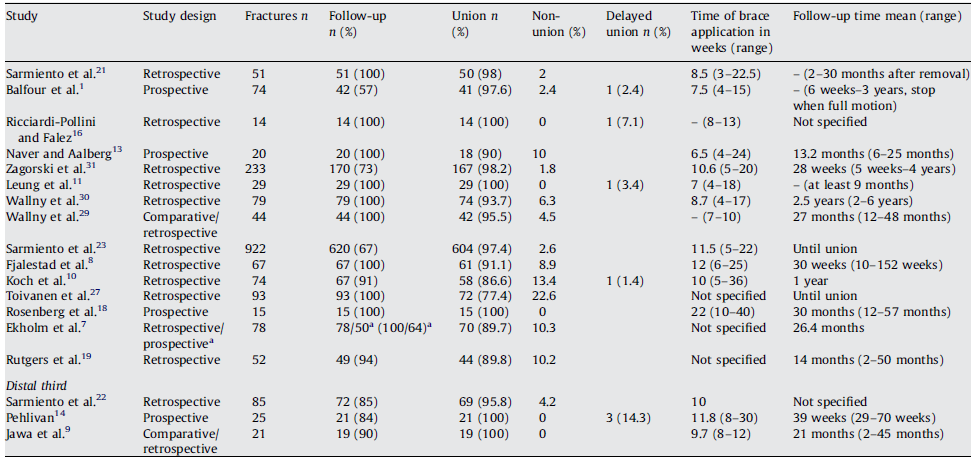 Study Study design Fractures n Follow-up n (%) Union n (%) Non-union (%) Delayed union n (%) Time of brace application in weeks (range) Follow-up time mean (range)
Sarmiento et al.21 Retrospective 51 51 (100) 50 (98) 2 8.5 (3–22.5) – (2–30 months after removal)
Balfour et al.1 Prospective 74 42 (57) 41 (97.6) 2.4 1 (2.4) 7.5 (4–15) – (6 weeks–3 years, stop when full motion)
Ricciardi-Pollini and Falez16 Retrospective 14 14 (100) 14 (100) 0 1 (7.1) – (8–13) Not specified
Naver and Aalberg13 Prospective 20 20 (100) 18 (90) 10 6.5 (4–24) 13.2 months (6–25 months)
Zagorski et al.31 Retrospective 233 170 (73) 167 (98.2) 1.8 10.6 (5–20) 28 weeks (5 weeks–4 years)
Leung et al.11 Retrospective 29 29 (100) 29 (100) 0 1 (3.4) 7 (4–18) – (at least 9 months)
Wallny et al.30 Retrospective 79 79 (100) 74 (93.7) 6.3 8.7 (4–17) 2.5 years (2–6 years)
Wallny et al.29 Comparative/retrospective 44 44 (100) 42 (95.5) 4.5 – (7–10) 27 months (12–48 months)
Sarmiento et al.23 Retrospective 922 620 (67) 604 (97.4) 2.6 11.5 (5–22) Until union
Fjalestad et al.8 Retrospective 67 67 (100) 61 (91.1) 8.9 12 (6–25) 30 weeks (10–152 weeks)
Koch et al.10 Retrospective 74 67 (91) 58 (86.6) 13.4 1 (1.4) 10 (5–36) 1 year
Toivanen et al.27 Retrospective 93 93 (100) 72 (77.4) 22.6 Not specified Until union
Rosenberg et al.18 Prospective 15 15 (100) 15 (100) 0 22 (10–40) 30 months (12–57 months)
Ekholm et al.7 Retrospective/prospectivea 78 78/50a (100/64)a 70 (89.7) 10.3 Not specified 26.4 months
Rutgers et al.19 Retrospective 52 49 (94) 44 (89.8) 10.2 Not specified 14 months (2–50 months)
Distal third
Sarmiento et al.22 Retrospective 85 72 (85) 69 (95.8) 4.2 10 Not specified
Pehlivan14 Prospective 25 21 (84) 21 (100) 0 3 (14.3) 11.8 (8–30) 39 weeks (29–70 weeks)
Jawa et al.9 Comparative/retrospective 21 19 (90) 19 (100) 0 9.7 (8–12) 21 months (2–45 months)